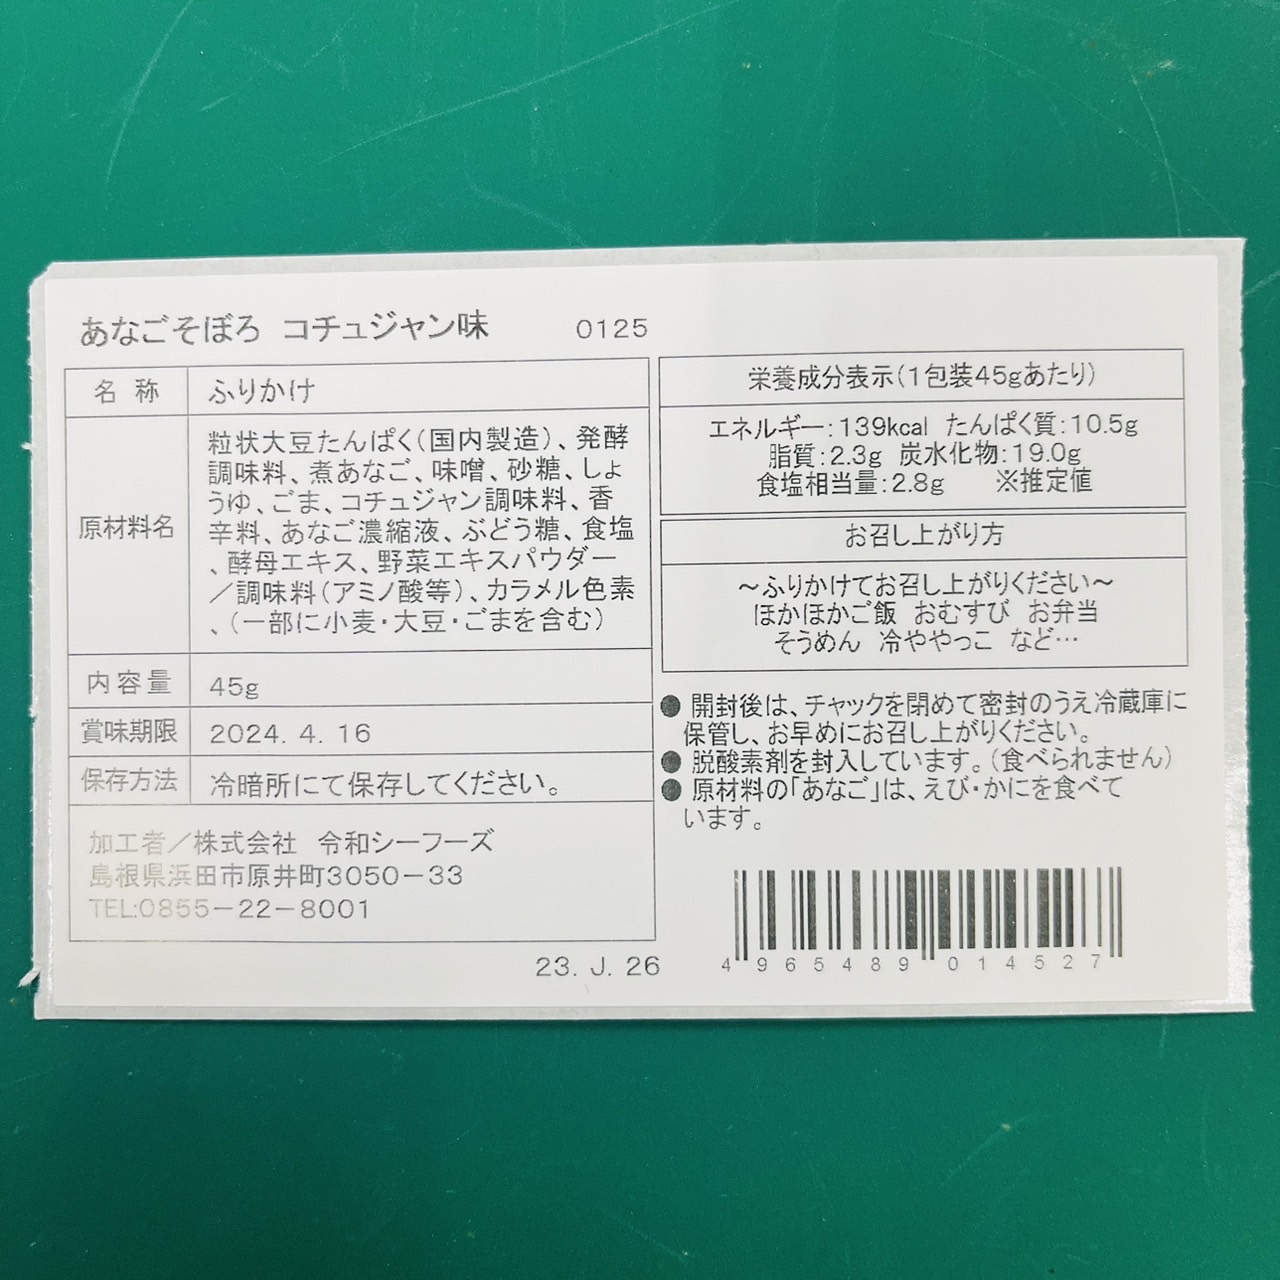 あなごそぼろ コチュジャン味 0125
名 称 ふりかけ
原材料名
粒状大豆たんぱく(国内製造)、発酵
調味料、煮あなご、味噌、砂糖、しょ
うゆ、ごま、コチュジャン調味料、香
辛料、あなご濃縮液、ぶどう糖、食塩
、酵母エキス、野菜エキスパウダー
／調味料(アミノ酸等)、カラメル色素
、(一部に小麦・大豆・ごまを含む)
内容量 45g
賞味期限 2024. 4. 16
保存方法 冷暗所にて保存してください。
加工者／株式会社 令和シーフーズ
島根県浜田市原井町3050－33
TEL:0855－22－8001
23. J. 26
栄養成分表示(1包装45gあたり)
エネルギー:139kcal たんぱく質:10.5g
脂質:2.3g 炭水化物:19.0g
食塩相当量:2.8g ※推定値
お召し上がり方
～ふりかけてお召し上がりください～
ほかほかご飯 おむすび お弁当
そうめん 冷ややっこ など…
● 開封後は、チャックを閉めて密封のうえ冷蔵庫に
保管し、お早めにお召し上がりください。
● 脱酸素剤を封入しています。(食べられません)
● 原材料の「あなご」は、えび・かにを食べて
います。
4965489014527